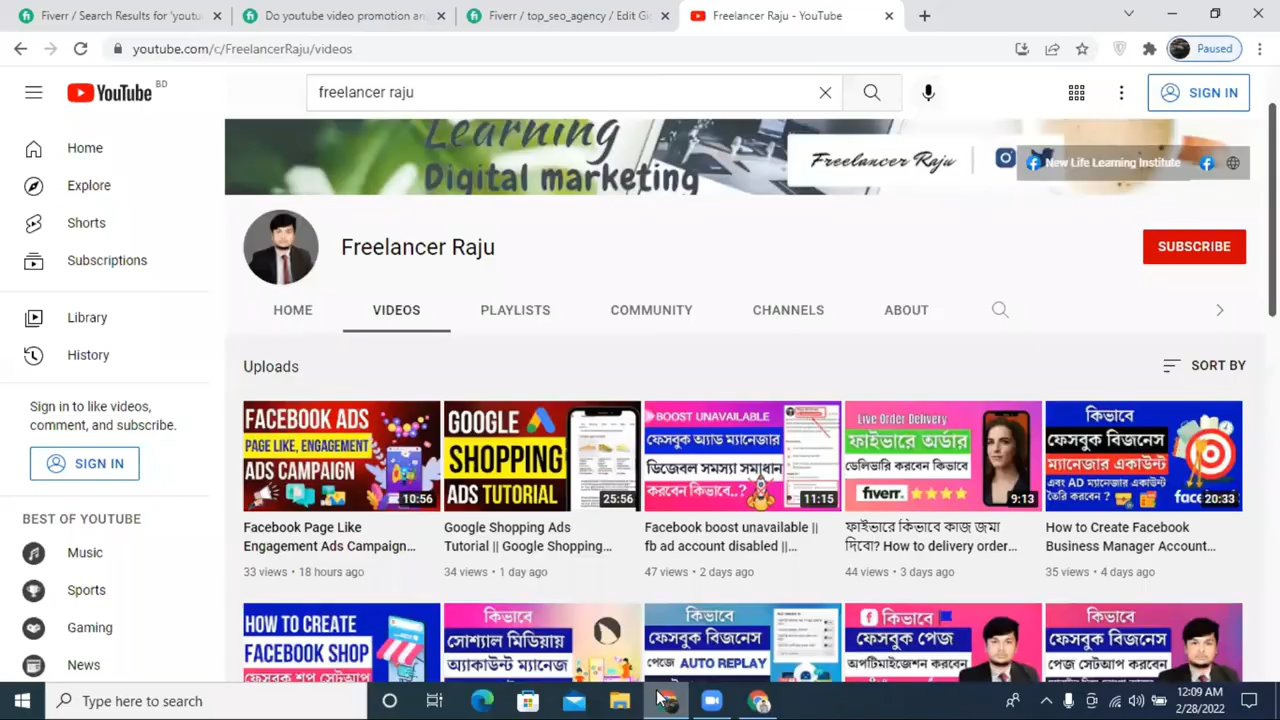 Fiverr / Search Results for 'youtu
Do youtube video promotion and
Fiverr / top_seo_agency / Edit Gi
Freelancer Raju - YouTube
youtube.com/c/FreelancerRaju/videos
Paused
YouTube BD
freelancer raju
SIGN IN
Home
Explore
Shorts
Subscriptions
Library
History
Sign in to like videos,
comment, and subscribe.
SIGN IN
BEST OF YOUTUBE
Music
Sports
Gaming
News
Learning
Digital marketing
Freelancer Raju
New Life Learning Institute
Freelancer Raju
SUBSCRIBE
HOME
VIDEOS
PLAYLISTS
COMMUNITY
CHANNELS
ABOUT
Uploads
SORT BY
FACEBOOK ADS
PAGE LIKE, ENGAGEMENT
ADS CAMPAIGN
10:56
Facebook Page Like
Engagement Ads Campaign...
33 views • 18 hours ago
GOOGLE
SHOPPING
ADS TUTORIAL
25:56
Google Shopping Ads
Tutorial || Google Shopping...
34 views • 1 day ago
BOOST UNAVAILABLE
ফেসবুক অ্যাড ম্যানেজার
ডিজেবল সমস্যা সমাধান
করবেন কিভাবে..?
11:15
Facebook boost unavailable ||
fb ad account disabled ||...
47 views • 2 days ago
Live Order Delivery
ফাইভারে অর্ডার
ডেলিভারি করবেন কিভাবে
fiverr.
9:13
ফাইভারে কিভাবে কাজ জমা
দিবো? How to delivery order...
44 views • 3 days ago
কিভাবে
ফেসবুক বিজনেস
ম্যানেজার একাউন্ট
এবং AD ম্যানেজার একাউন্ট
তৈরি করবেন ?
20:33
How to Create Facebook
Business Manager Account...
35 views • 4 days ago
HOW TO CREATE
FACEBOOK SHOP
ফেসবুক শপ সেটআপ
কিভাবে
সোশ্যাল মিডিয়া
অ্যাকাউন্ট ম্যানেজ
কিভাবে
ফেসবুক বিজনেস
পেজে AUTO REPLAY
কিভাবে
ফেসবুক পেজ
অপটিমাইজেশন করবেন
কিভাবে
ফেসবুক বিজনেস
পেজ সেটআপ করবেন
Type here to search
12:09 AM
2/28/2022